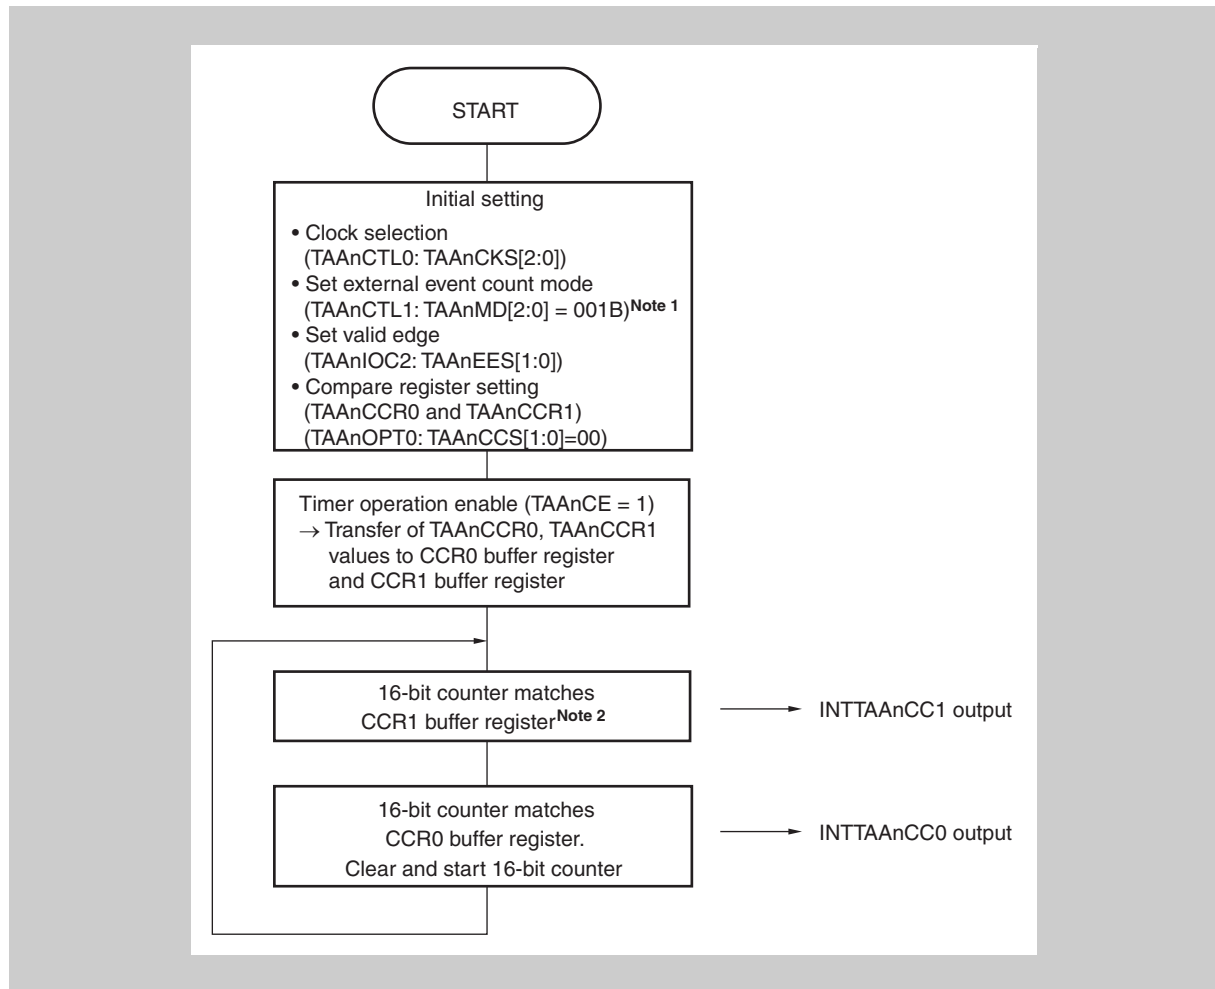 START
Initial setting
• Clock selection
(TAAnCTL0: TAAnCKS[2:0])
• Set external event count mode
(TAAnCTL1: TAAnMD[2:0] = 001B)Note 1
• Set valid edge
(TAAnIOC2: TAAnEES[1:0])
• Compare register setting
(TAAnCCR0 and TAAnCCR1)
(TAAnOPT0: TAAnCCS[1:0]=00)
Timer operation enable (TAAnCE = 1)
→ Transfer of TAAnCCR0, TAAnCCR1
values to CCR0 buffer register
and CCR1 buffer register
16-bit counter matches
CCR1 buffer registerNote 2
INTTAAnCC1 output
16-bit counter matches
CCR0 buffer register.
Clear and start 16-bit counter
INTTAAnCC0 output